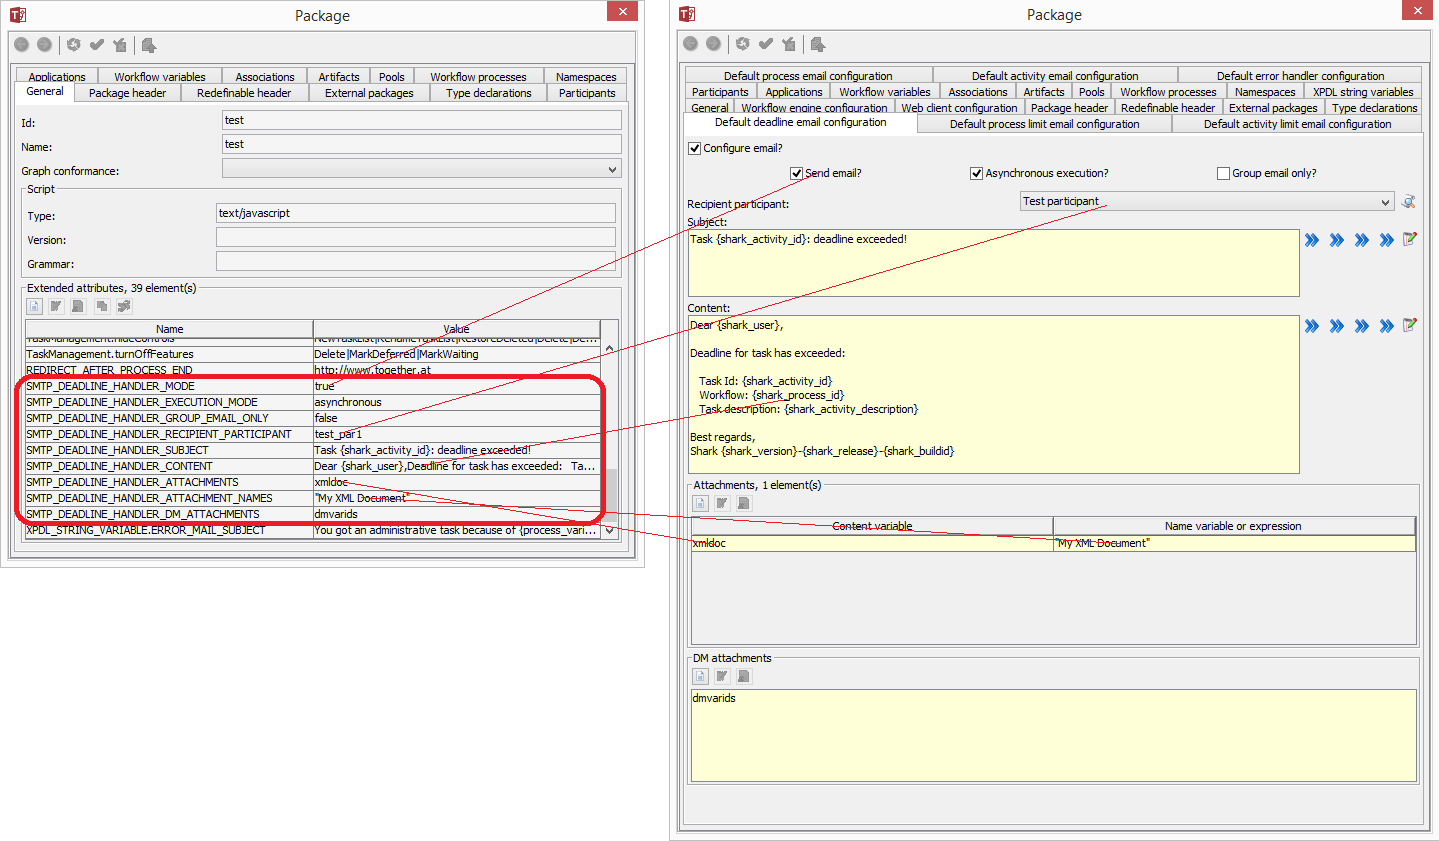 Package
Applications Workflow variables Associations Artifacts Pools Workflow processes Namespaces
General Package header Redefinable header External packages Type declarations Participants
Id: test
Name: test
Graph conformance:
Script
Type: text/javascript
Version:
Grammar:
Extended attributes, 39 element(s)
Name Value
TaskManagement.hideControls NewTaskList|RenameTaskList|RestoreDeleted|Delete|De...
TaskManagement.turnOffFeatures Delete|MarkDeferred|MarkWaiting
REDIRECT_AFTER_PROCESS_END http://www.together.at
SMTP_DEADLINE_HANDLER_MODE true
SMTP_DEADLINE_HANDLER_EXECUTION_MODE asynchronous
SMTP_DEADLINE_HANDLER_GROUP_EMAIL_ONLY false
SMTP_DEADLINE_HANDLER_RECIPIENT_PARTICIPANT test_par1
SMTP_DEADLINE_HANDLER_SUBJECT Task {shark_activity_id}: deadline exceeded!
SMTP_DEADLINE_HANDLER_CONTENT Dear {shark_user},Deadline for task has exceeded: Ta...
SMTP_DEADLINE_HANDLER_ATTACHMENTS xmldoc
SMTP_DEADLINE_HANDLER_ATTACHMENT_NAMES "My XML Document"
SMTP_DEADLINE_HANDLER_DM_ATTACHMENTS dmvarids
XPDL_STRING_VARIABLE.ERROR_MAIL_SUBJECT You got an administrative task because of {process_vari...
Package
Default process email configuration Default activity email configuration Default error handler configuration
Participants Applications Workflow variables Associations Artifacts Pools Workflow processes Namespaces XPDL string variables
General Workflow engine configuration Web client configuration Package header Redefinable header External packages Type declarations
Default deadline email configuration Default process limit email configuration Default activity limit email configuration
Configure email?
Send email? Asynchronous execution? Group email only?
Recipient participant: Test participant
Subject:
Task {shark_activity_id}: deadline exceeded!
Content:
Dear {shark_user},
Deadline for task has exceeded:
Task Id: {shark_activity_id}
Workflow: {shark_process_id}
Task description: {shark_activity_description}
Best regards,
Shark {shark_version}-{shark_release}-{shark_buildid}
Attachments, 1 element(s)
Content variable Name variable or expression
xmldoc "My XML Document"
DM attachments
dmvarids